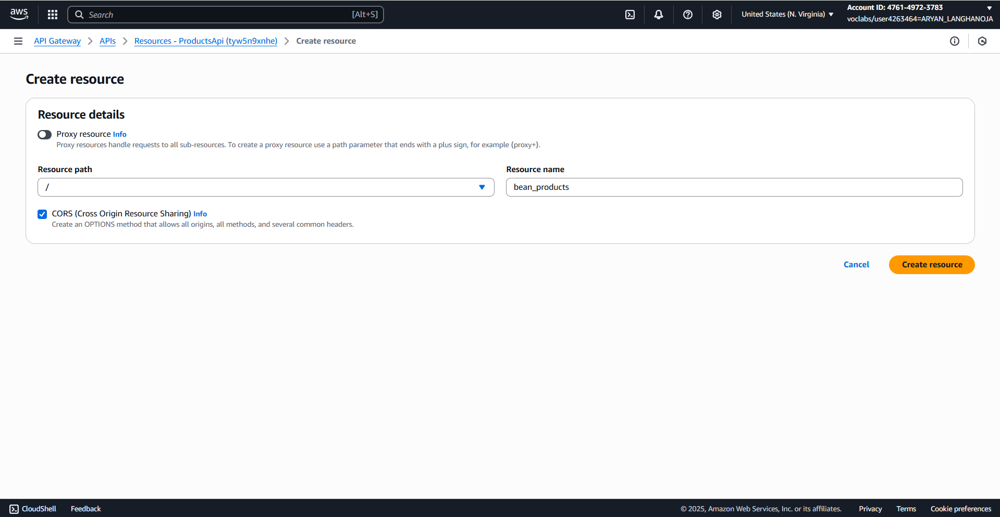 aws
Search [Alt+S]
United States (N. Virginia)
Account ID: 4761-4972-3783
voclabs/user4263464=ARYAN_LANGHANOJA
API Gateway > APIs > Resources - ProductsApi (tyw5n9xnhe) > Create resource
Create resource
Resource details
Proxy resource Info
Proxy resources handle requests to all sub-resources. To create a proxy resource use a path parameter that ends with a plus sign, for example {proxy+}.
Resource path
/
Resource name
bean_products
CORS (Cross Origin Resource Sharing) Info
Create an OPTIONS method that allows all origins, all methods, and several common headers.
Cancel Create resource
CloudShell Feedback © 2025, Amazon Web Services, Inc. or its affiliates. Privacy Terms Cookie preferences